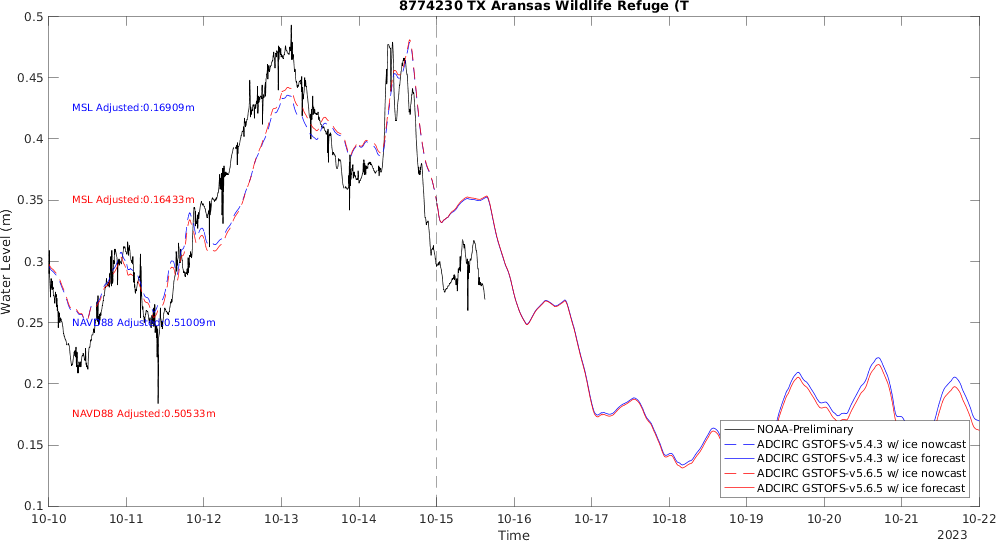 8774230 TX Aransas Wildlife Refuge (T
0.5
0.45
0.4
0.35
0.3
0.25
0.2
0.15
0.1
Water Level (m)
MSL Adjusted:0.16909m
MSL Adjusted:0.16433m
NAVD88 Adjusted:0.51009m
NAVD88 Adjusted:0.50533m
NOAA-Preliminary
ADCIRC GSTOFS-v5.4.3 w/ ice nowcast
ADCIRC GSTOFS-v5.4.3 w/ ice forecast
ADCIRC GSTOFS-v5.6.5 w/ ice nowcast
ADCIRC GSTOFS-v5.6.5 w/ ice forecast
10-10 10-11 10-12 10-13 10-14 10-15 10-16 10-17 10-18 10-19 10-20 10-21 10-22
Time
2023